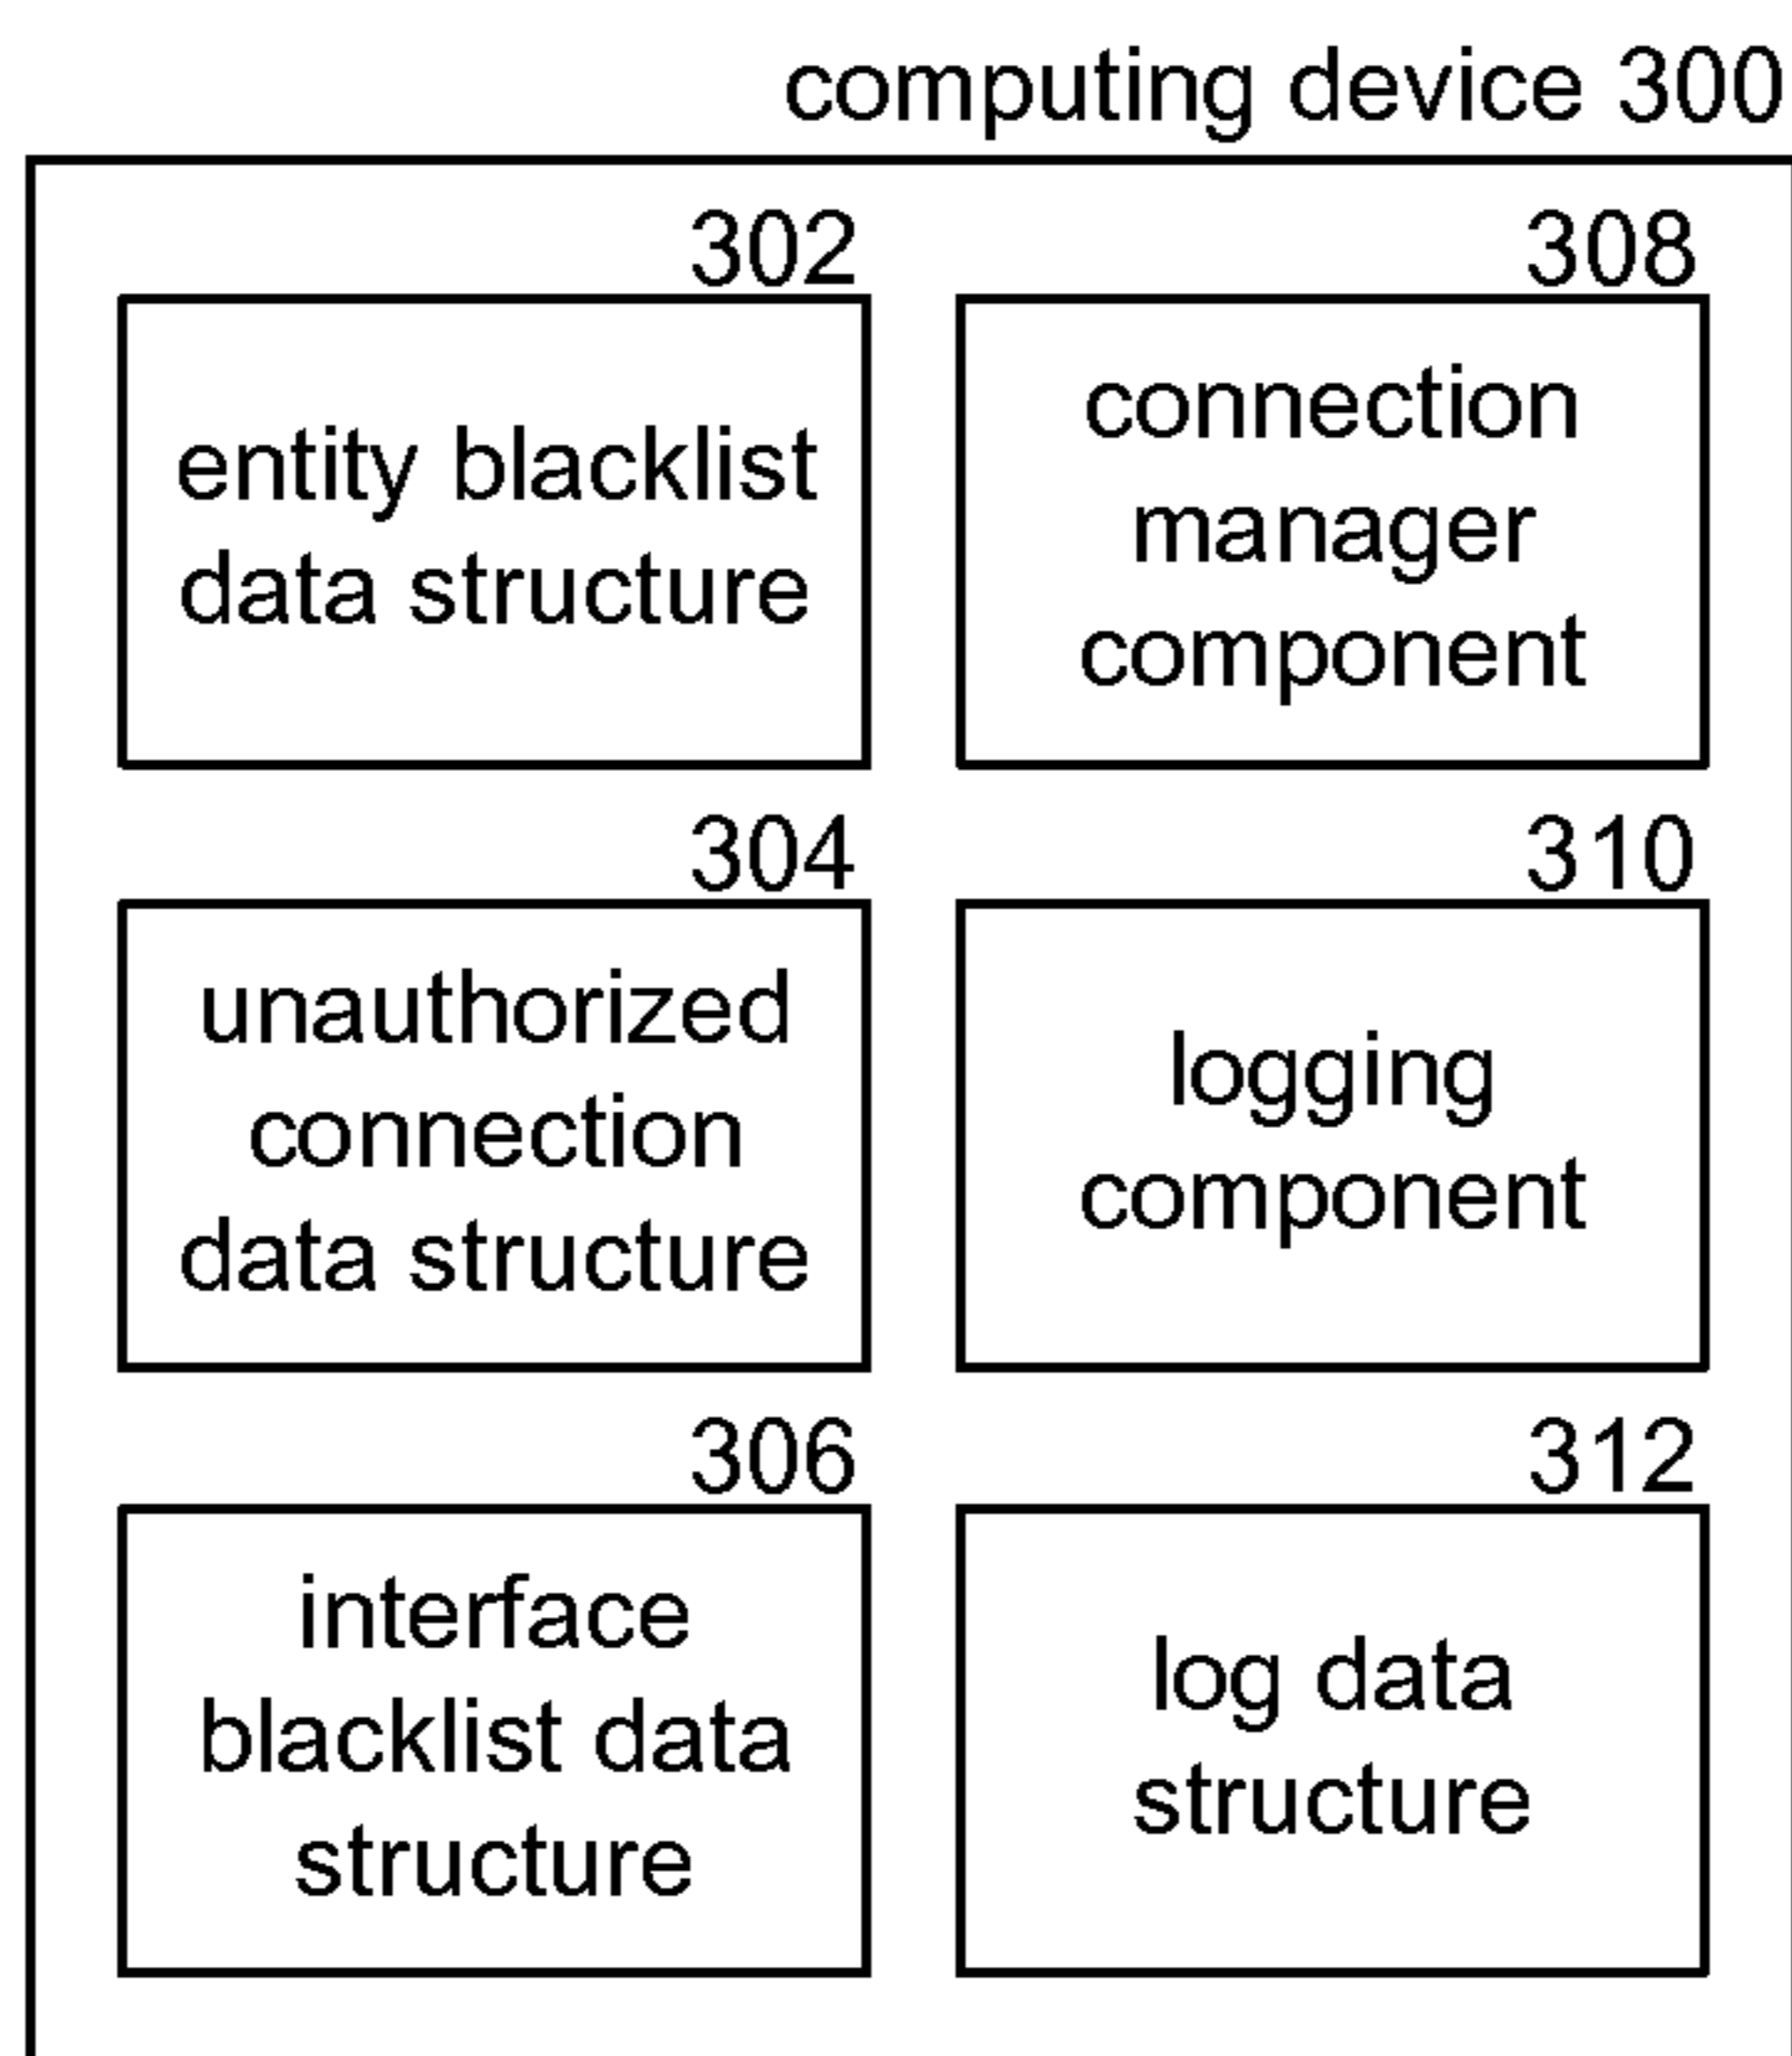 computing device 300
302
entity blacklist
data structure
308
connection
manager
component
304
unauthorized
connection
data structure
310
logging
component
306
interface
blacklist data
structure
312
log data
structure